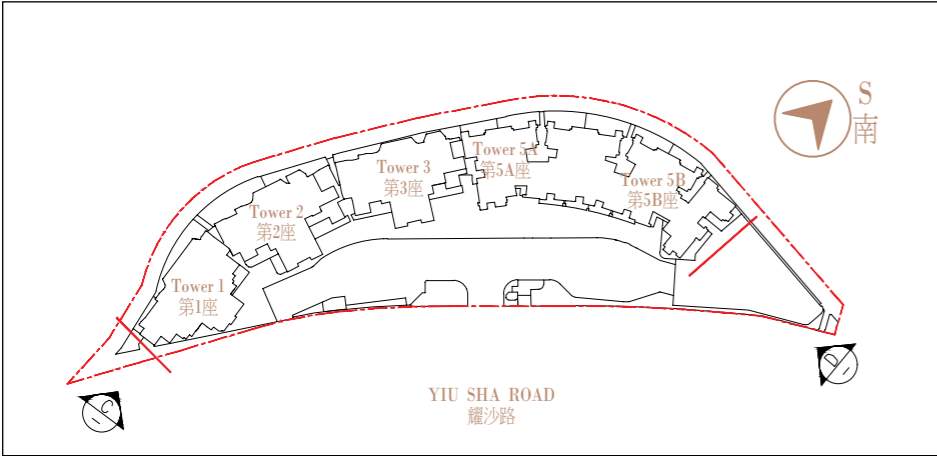 S
南
Tower 5A
第5A座
Tower 3
第3座
Tower 5B
第5B座
Tower 2
第2座
Tower 1
第1座
D
C
YIU SHA ROAD
耀沙路